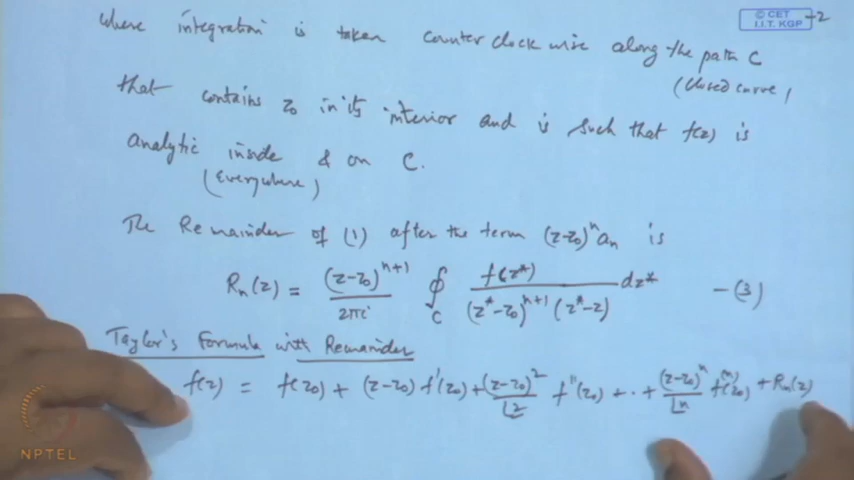 © CET
I.I.T. KGP
-2
where integration is taken counter clock wise along the path C
(closed curve)
that contains z₀ in its interior and is such that f(z) is
analytic inside & on C.
(Everywhere)
The Remainder of (1) after the term (z-z₀)ⁿ aₙ is
Rₙ(z) = (z-z₀)ⁿ⁺¹ / 2πi ∮_C f(z*) / (z*-z₀)ⁿ⁺¹ (z*-z) dz* — (3)
Taylor's Formula with Remainder
f(z) = f(z₀) + (z-z₀) f'(z₀) + (z-z₀)² / ⌊2 f''(z₀) + .. + (z-z₀)ⁿ / ⌊n f⁽ⁿ⁾(z₀) + Rₙ(z)
NPTEL